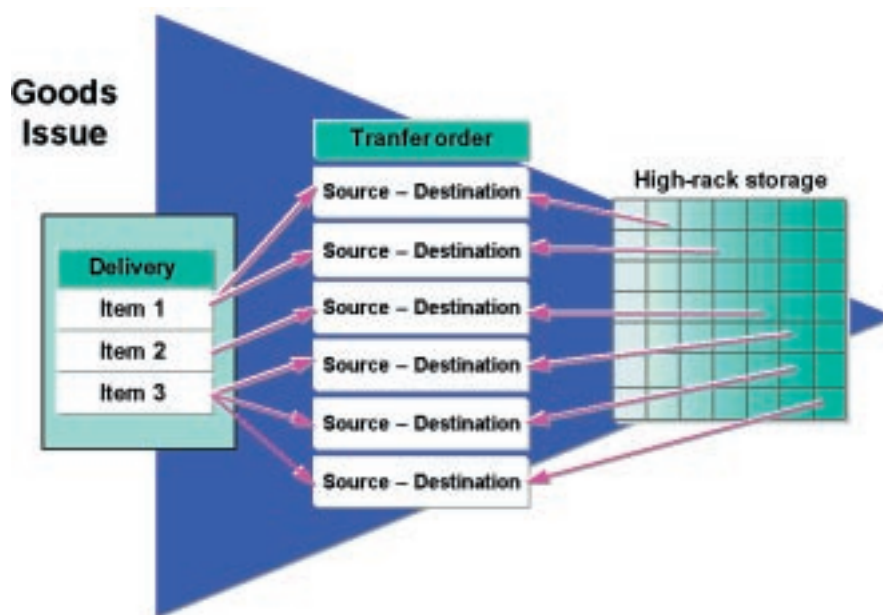 Goods
Issue
Tranfer order
Source – Destination
High-rack storage
Source – Destination
Delivery
Item 1
Source – Destination
Item 2
Source – Destination
Item 3
Source – Destination
Source – Destination